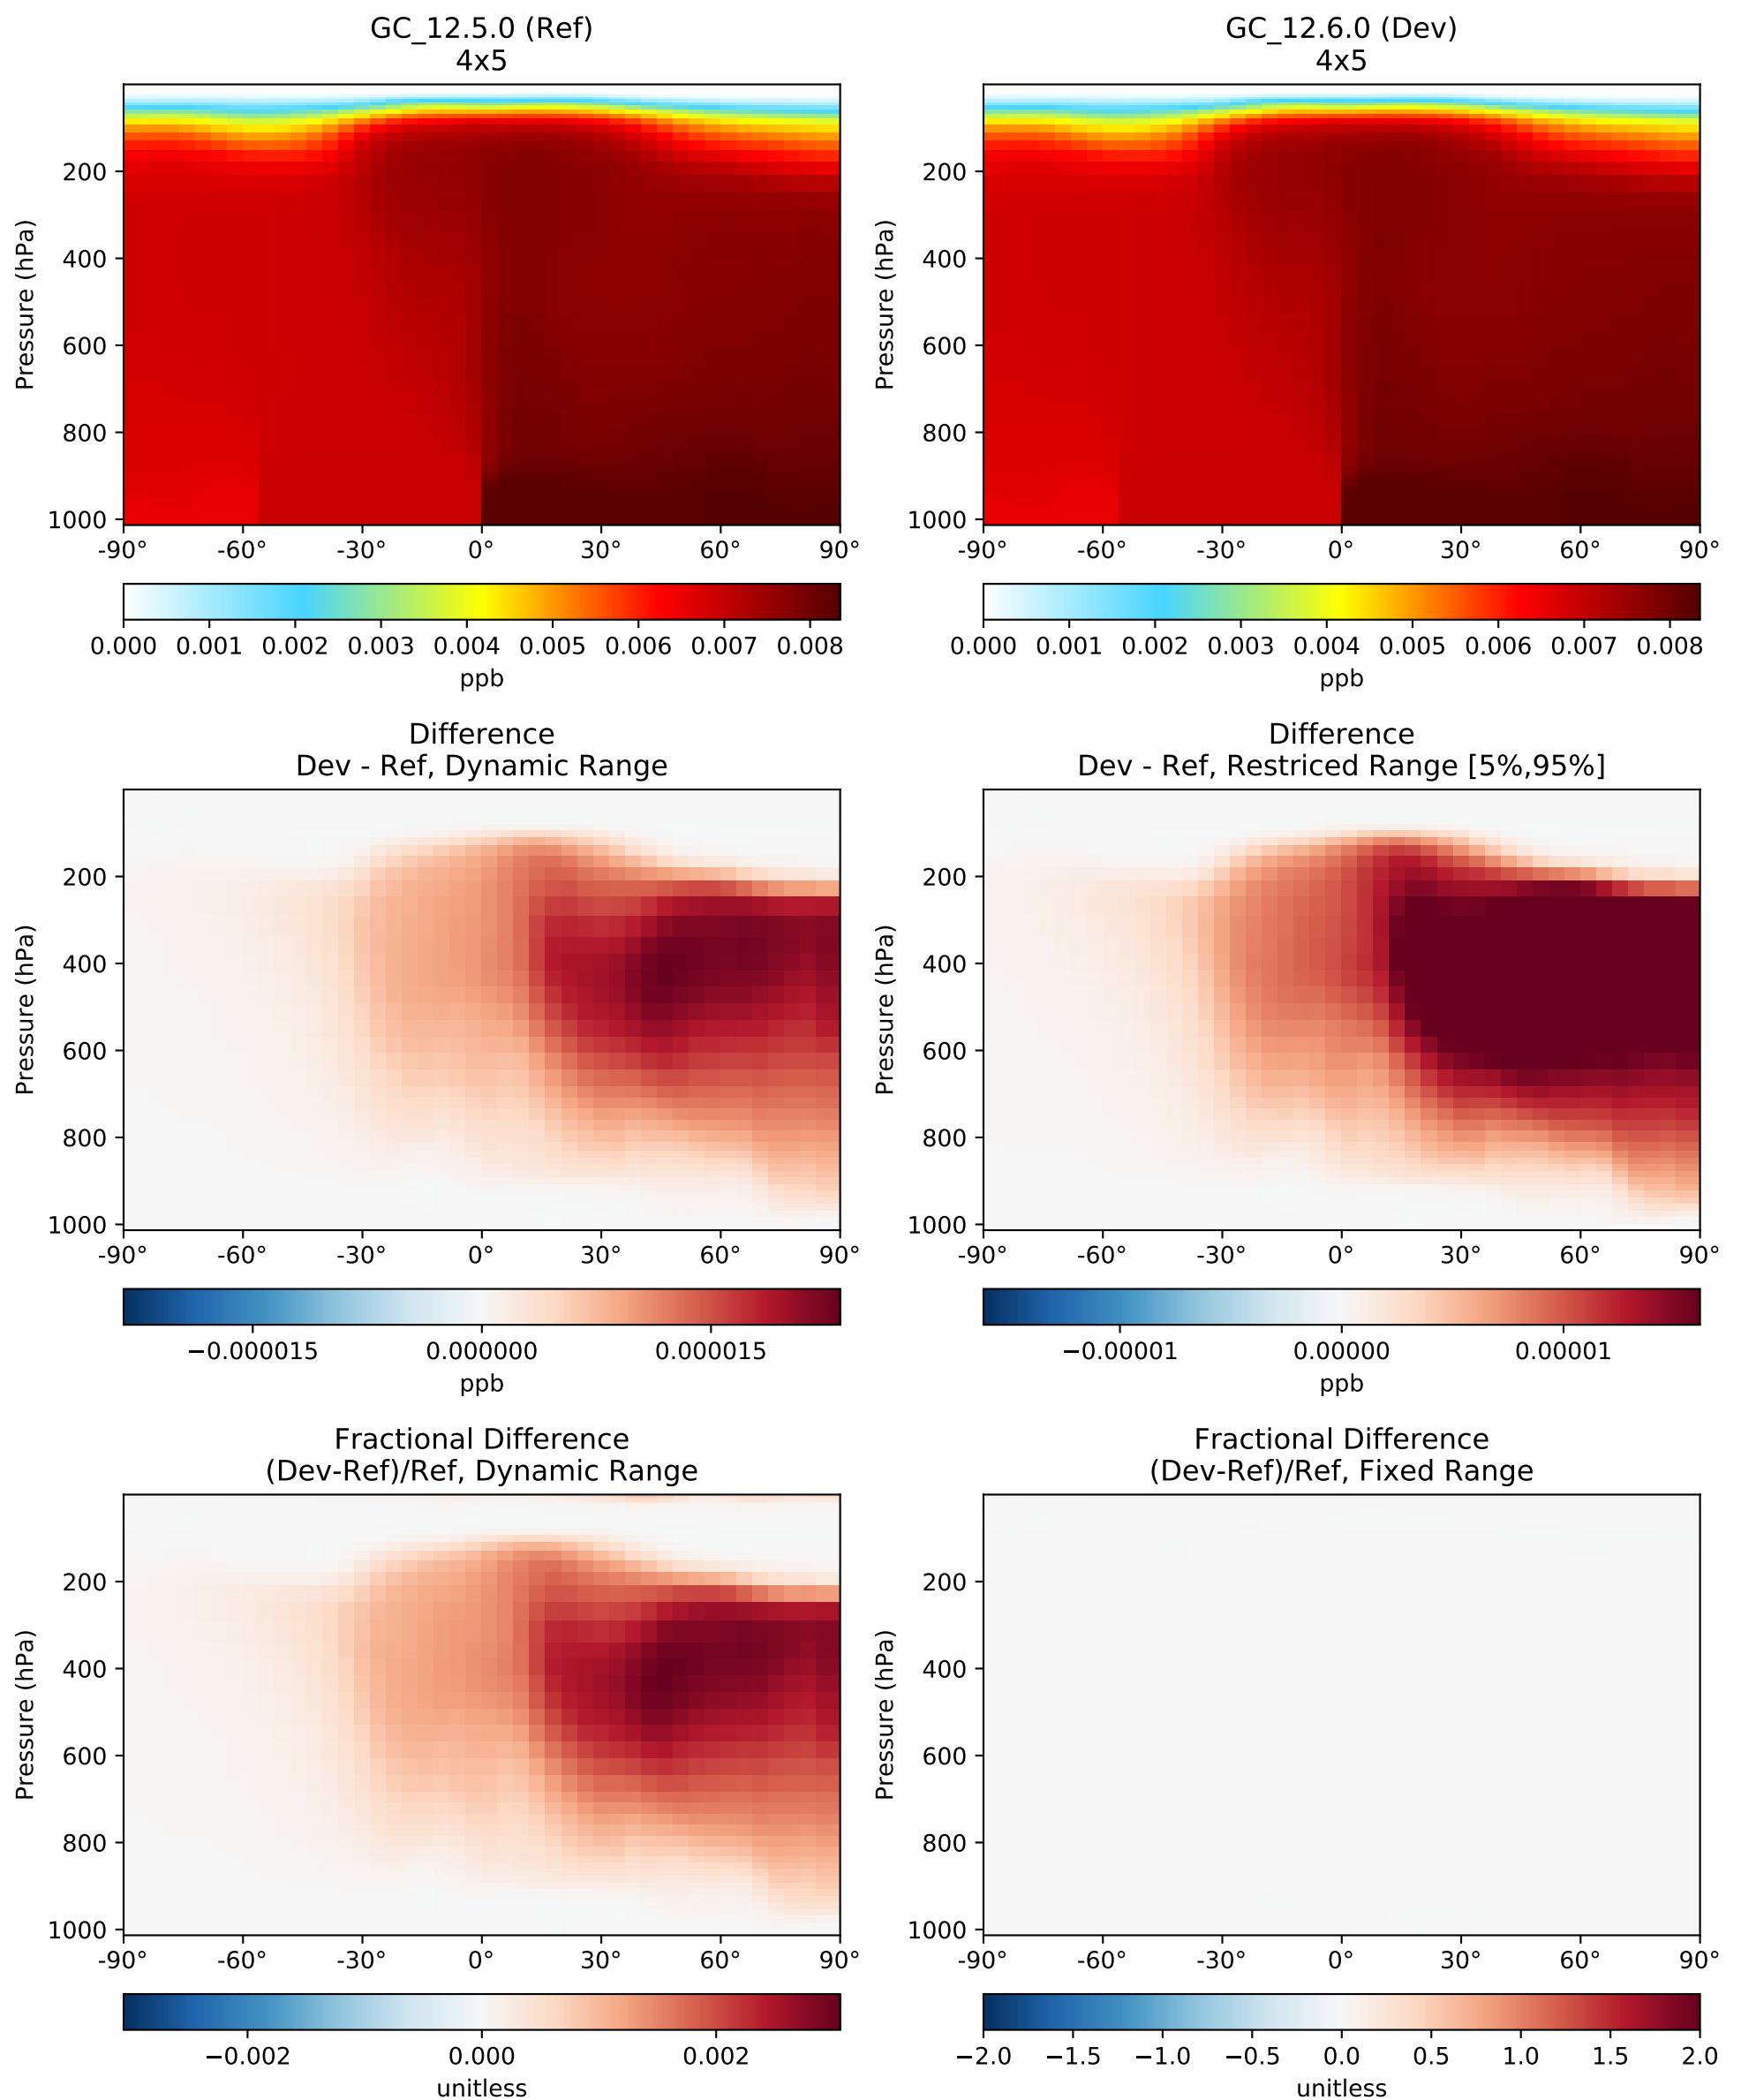 GC_12.5.0 (Ref)
4x5
GC_12.6.0 (Dev)
4x5
Pressure (hPa)
200
400
600
800
1000
-90° -60° -30° 0° 30° 60° 90°
0.000 0.001 0.002 0.003 0.004 0.005 0.006 0.007 0.008
ppb
Pressure (hPa)
200
400
600
800
1000
-90° -60° -30° 0° 30° 60° 90°
0.000 0.001 0.002 0.003 0.004 0.005 0.006 0.007 0.008
ppb
Difference
Dev - Ref, Dynamic Range
Pressure (hPa)
200
400
600
800
1000
-90° -60° -30° 0° 30° 60° 90°
−0.000015 0.000000 0.000015
ppb
Difference
Dev - Ref, Restriced Range [5%,95%]
Pressure (hPa)
200
400
600
800
1000
-90° -60° -30° 0° 30° 60° 90°
−0.00001 0.00000 0.00001
ppb
Fractional Difference
(Dev-Ref)/Ref, Dynamic Range
Pressure (hPa)
200
400
600
800
1000
-90° -60° -30° 0° 30° 60° 90°
−0.002 0.000 0.002
unitless
Fractional Difference
(Dev-Ref)/Ref, Fixed Range
Pressure (hPa)
200
400
600
800
1000
-90° -60° -30° 0° 30° 60° 90°
−2.0 −1.5 −1.0 −0.5 0.0 0.5 1.0 1.5 2.0
unitless